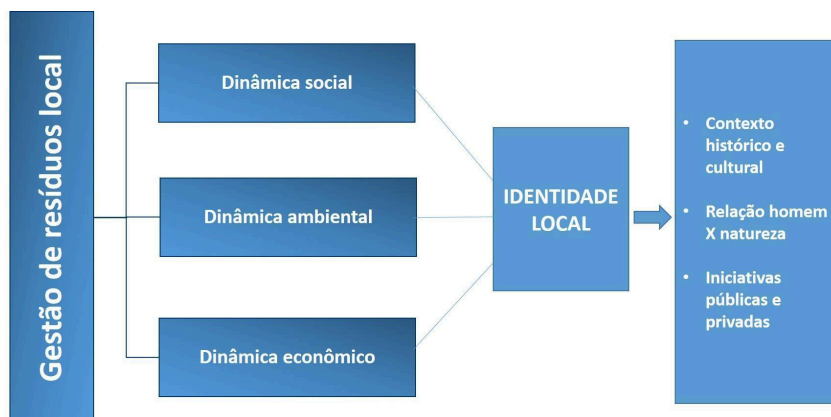 Gestão de resíduos local
Dinâmica social
Dinâmica ambiental
Dinâmica econômico
IDENTIDADE
LOCAL
• Contexto
histórico e
cultural
• Relação homem
X natureza
• Iniciativas
públicas e
privadas